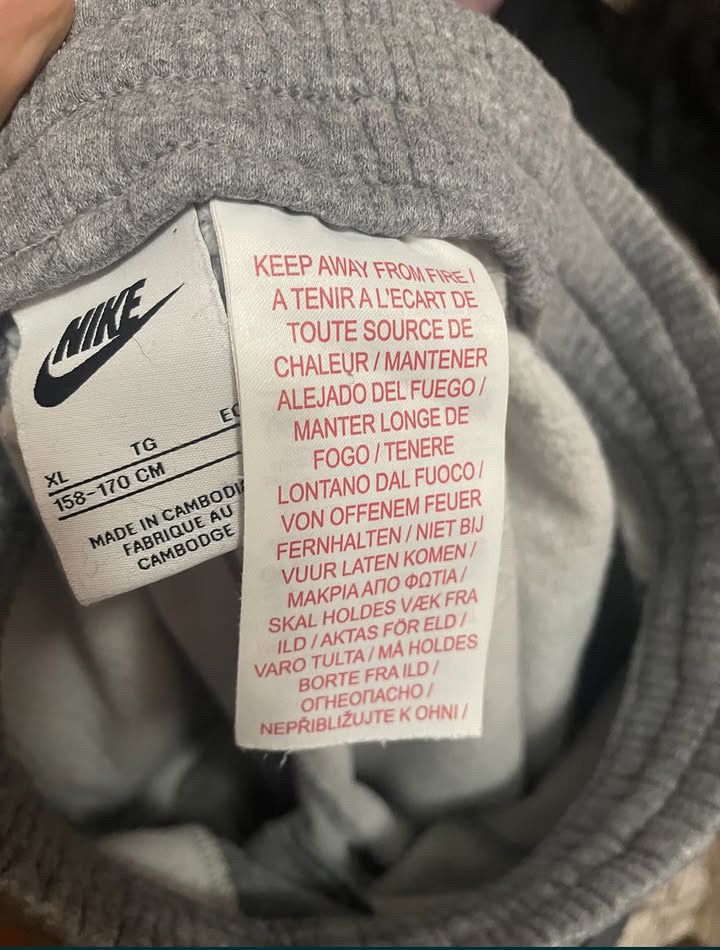 NIKE
XL TG
158-170 CM
MADE IN
FABRIQUE AU
CAMBODGE
KEEP AWAY FROM FIRE /
A TENIR A L'ECART DE
TOUTE SOURCE DE
CHALEUR / MANTENER
ALEJADO DEL FUEGO /
MANTER LONGE DE
FOGO / TENERE
LONTANO DAL FUOCO /
VON OFFENEM FEUER
FERNHALTEN / NIET BIJ
VUUR LATEN KOMEN /
ΜΑΚΡΙΑ ΑΠΟ ΦΩΤΙΑ /
SKAL HOLDES VÆK FRA
ILD / AKTAS FÖR ELD /
VARO TULTA / MÅ HOLDES
BORTE FRA ILD /
ОГНЕОПАСНО /
NEPŘIBLIŽUJTE K OHNI /